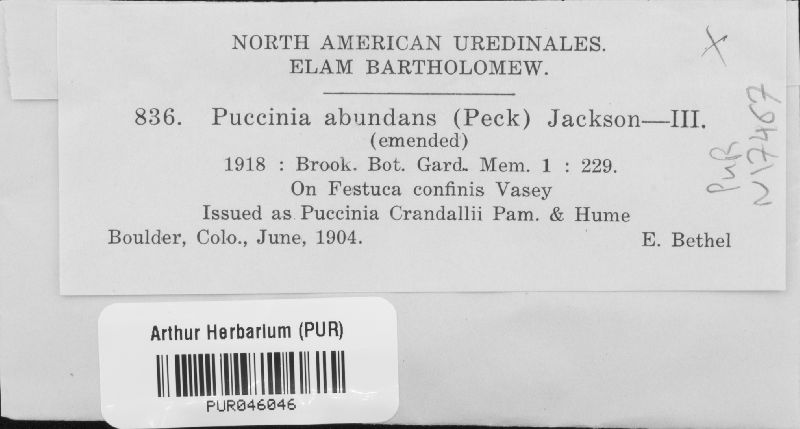 NORTH AMERICAN UREDINALES.
ELAM BARTHOLOMEW.
836. Puccinia abundans (Peck) Jackson—III.
(emended)
1918 : Brook. Bot. Gard. Mem. 1 : 229.
On Festuca confinis Vasey
Issued as Puccinia Crandallii Pam. & Hume
Boulder, Colo., June, 1904. E. Bethel
X
PUR
N17467
Arthur Herbarium (PUR)
PUR046046